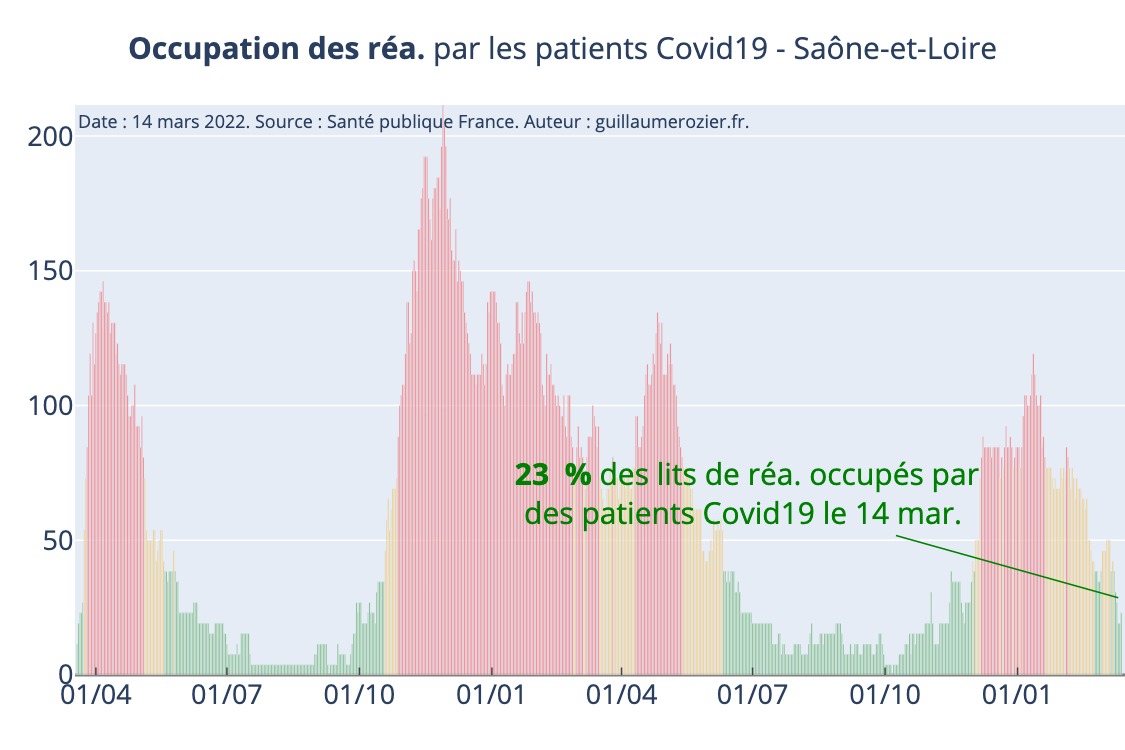 Occupation des réa. par les patients Covid19 - Saône-et-Loire
Date : 14 mars 2022. Source : Santé publique France. Auteur : guillaumerozier.fr.
200
150
100
23  % des lits de réa. occupés par
des patients Covid19 le 14 mar.
50
0
01/04 01/07 01/10 01/01 01/04 01/07 01/10 01/01